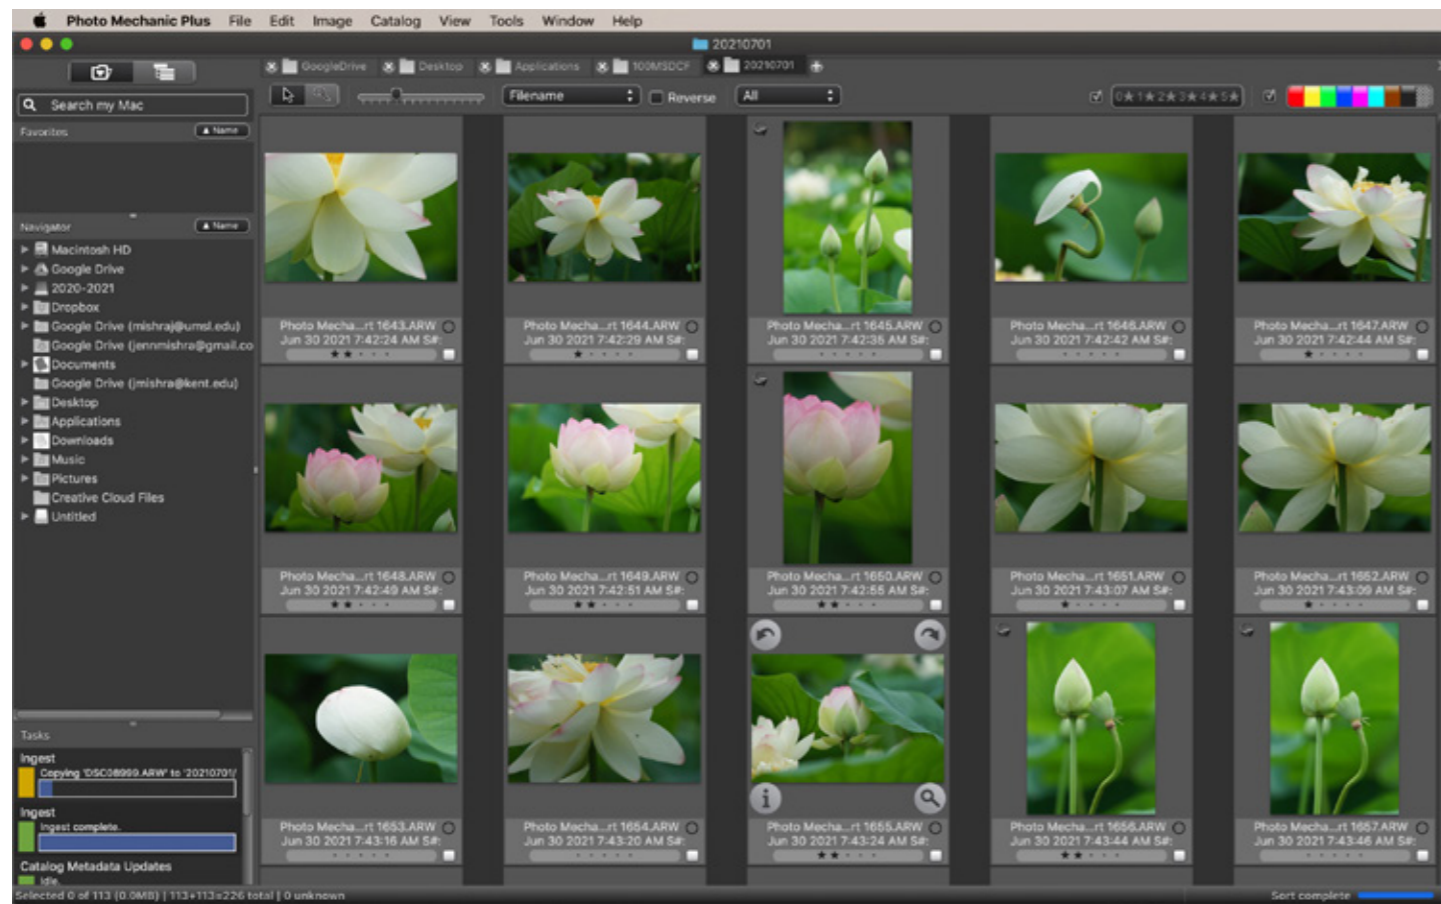 Photo Mechanic Plus File Edit Image Catalog View Tools Window Help
20210701
GoogleDrive Desktop Applications 100MSDCF 20210701
Search my Mac
Filename Reverse All 0★1★2★3★4★5★
Favorites Name
Navigator Name
Macintosh HD
Google Drive
2020-2021
Dropbox
Google Drive (mishraj@umsl.edu)
Google Drive (jennmishra@gmail.co
Documents
Google Drive (jmishra@kent.edu)
Desktop
Applications
Downloads
Music
Pictures
Creative Cloud Files
Untitled
Tasks
Ingest
Copying 'DSC08999.ARW' to '20210701/
Ingest
Ingest complete.
Catalog Metadata Updates
Idle.
Photo Mecha...rt 1643.ARW
Jun 30 2021 7:42:24 AM S#:
Photo Mecha...rt 1644.ARW
Jun 30 2021 7:42:29 AM S#:
Photo Mecha...rt 1645.ARW
Jun 30 2021 7:42:35 AM S#:
Photo Mecha...rt 1646.ARW
Jun 30 2021 7:42:42 AM S#:
Photo Mecha...rt 1647.ARW
Jun 30 2021 7:42:44 AM S#:
Photo Mecha...rt 1648.ARW
Jun 30 2021 7:42:49 AM S#:
Photo Mecha...rt 1649.ARW
Jun 30 2021 7:42:51 AM S#:
Photo Mecha...rt 1650.ARW
Jun 30 2021 7:42:55 AM S#:
Photo Mecha...rt 1651.ARW
Jun 30 2021 7:43:07 AM S#:
Photo Mecha...rt 1652.ARW
Jun 30 2021 7:43:09 AM S#:
Photo Mecha...rt 1653.ARW
Jun 30 2021 7:43:16 AM S#:
Photo Mecha...rt 1654.ARW
Jun 30 2021 7:43:20 AM S#:
Photo Mecha...rt 1655.ARW
Jun 30 2021 7:43:24 AM S#:
Photo Mecha...rt 1656.ARW
Jun 30 2021 7:43:44 AM S#:
Photo Mecha...rt 1657.ARW
Jun 30 2021 7:43:46 AM S#:
Selected 0 of 113 (0.0MB) | 113+113=226 total | 0 unknown
Sort complete